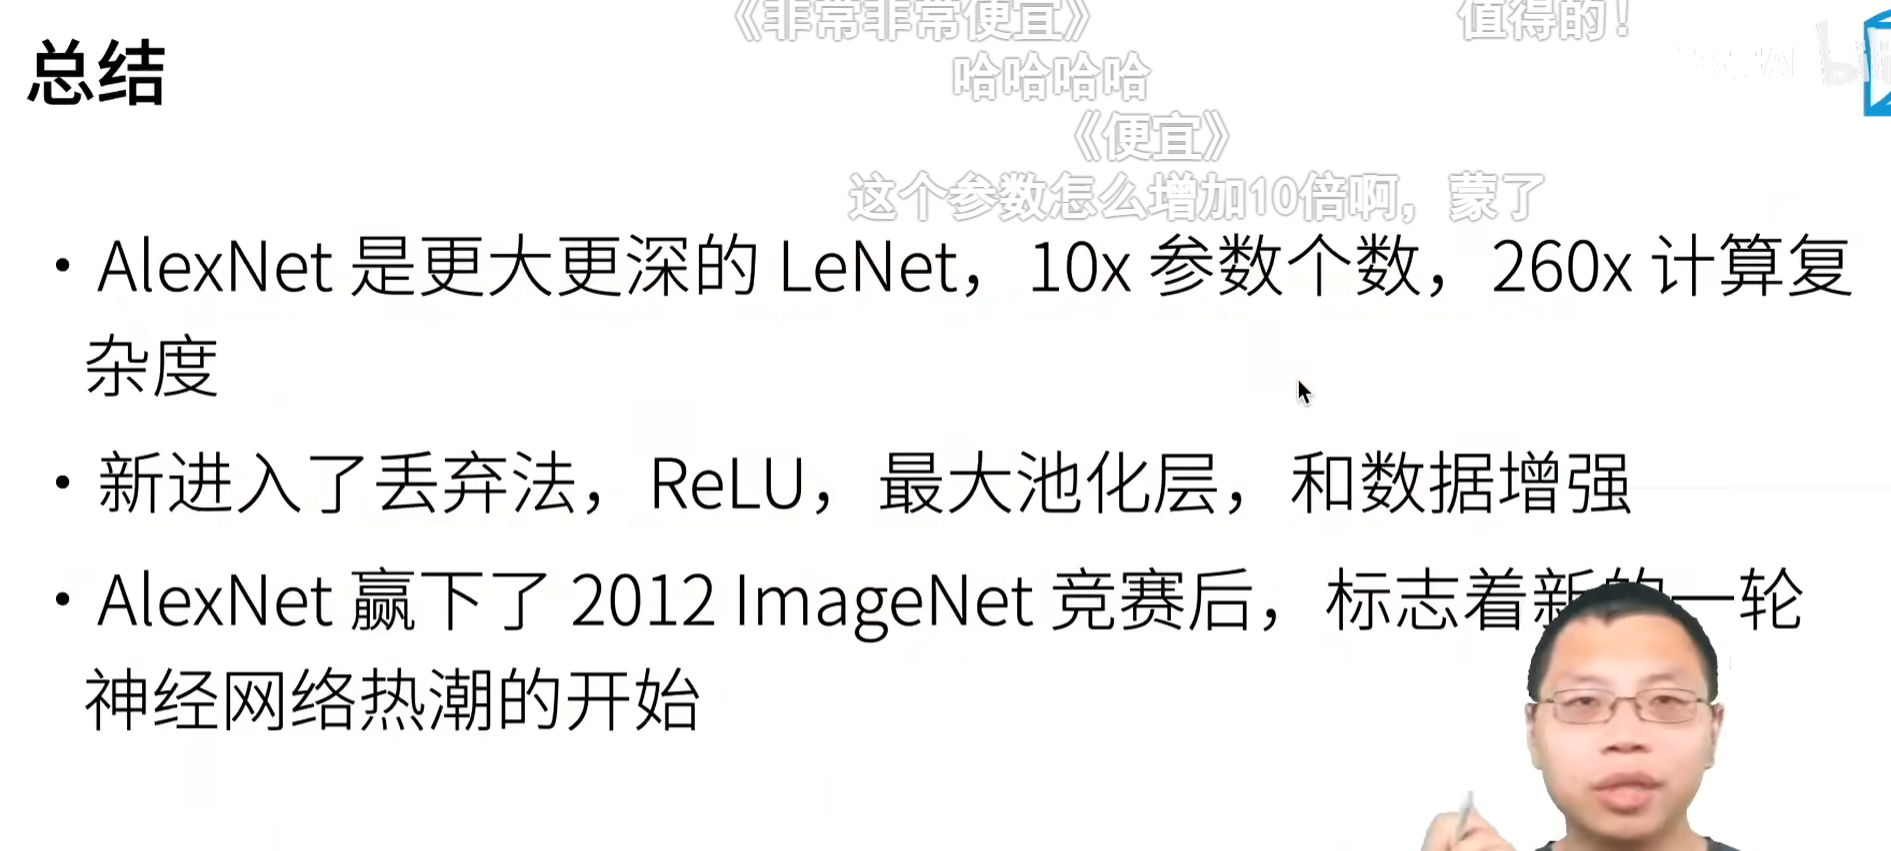 《非常非常便宜》
值得的！
总结
哈哈哈哈
《便宜》
这个参数怎么增加10倍啊，蒙了
• AlexNet 是更大更深的 LeNet，10x 参数个数，260x 计算复
杂度
• 新进入了丢弃法，ReLU，最大池化层，和数据增强
• AlexNet 赢下了 2012 ImageNet 竞赛后，标志着新的一轮
神经网络热潮的开始